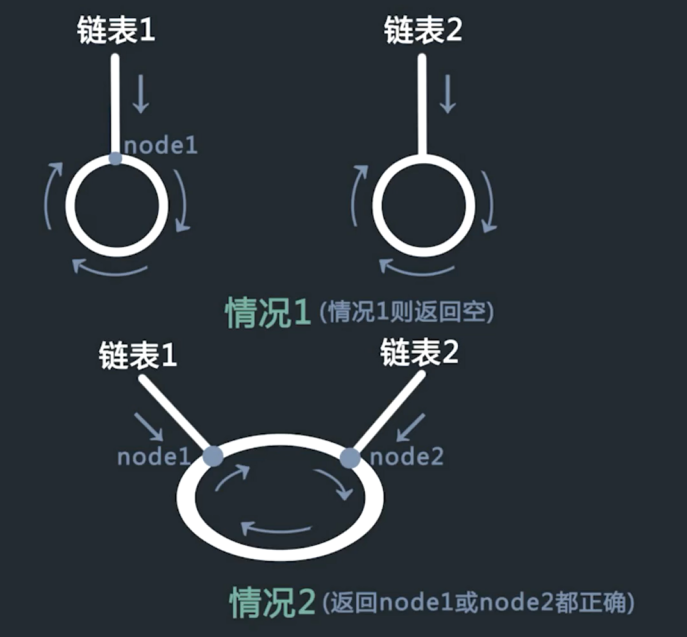 链表1 链表2
node1
情况1 (情况1则返回空)
链表1 链表2
node1 node2
情况2 (返回node1或node2都正确)